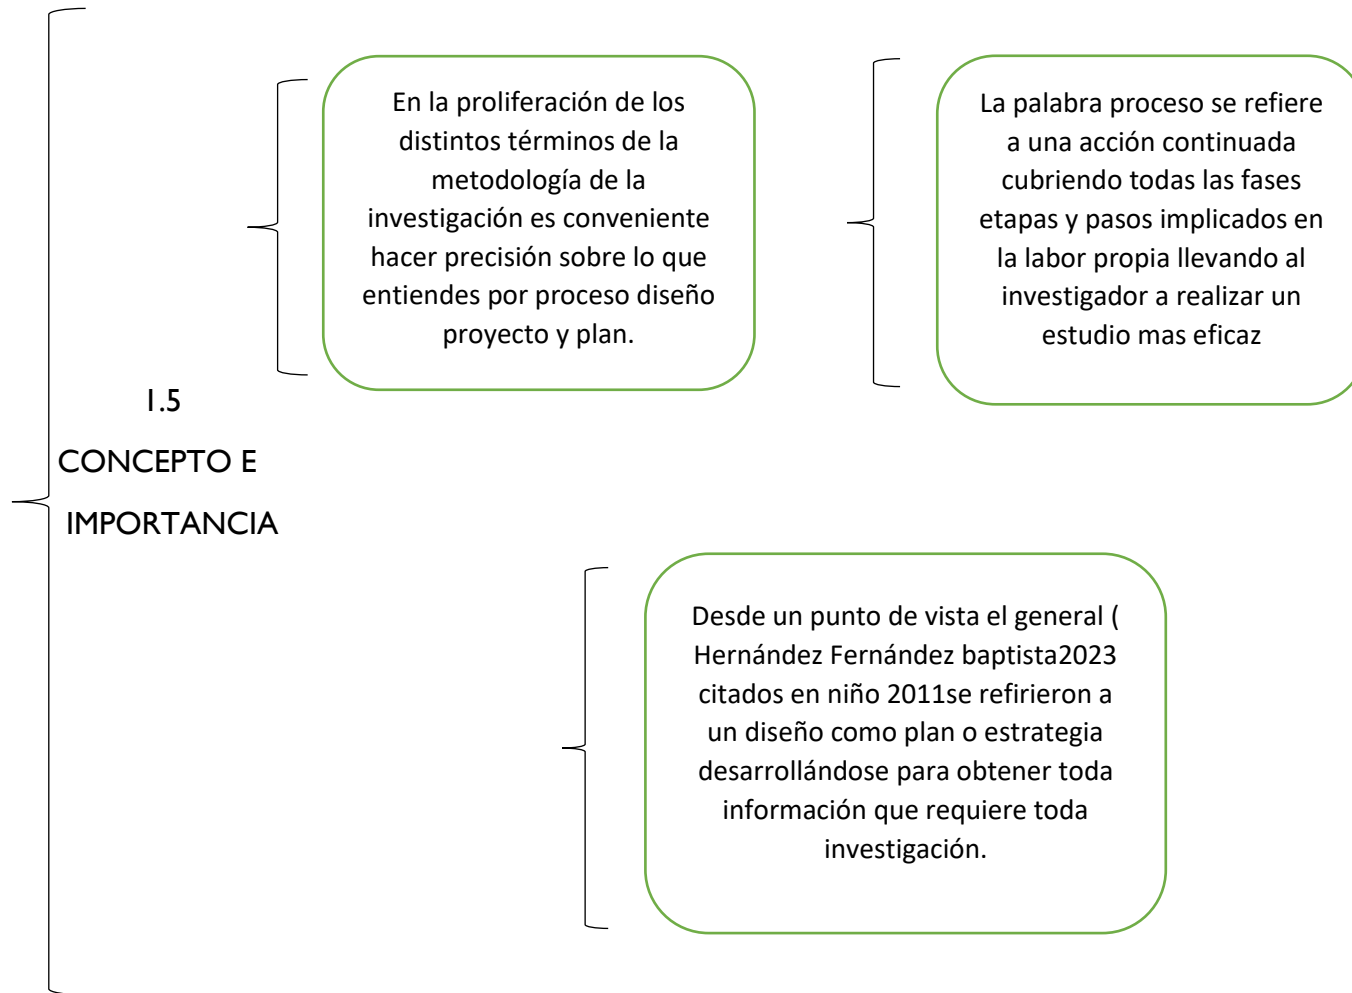 1.5
CONCEPTO E
IMPORTANCIA
En la proliferación de los
distintos términos de la
metodología de la
investigación es conveniente
hacer precisión sobre lo que
entiendes por proceso diseño
proyecto y plan.
La palabra proceso se refiere
a una acción continuada
cubriendo todas las fases
etapas y pasos implicados en
la labor propia llevando al
investigador a realizar un
estudio mas eficaz
Desde un punto de vista el general (
Hernández Fernández baptista2023
citados en niño 2011se refirieron a
un diseño como plan o estrategia
desarrollándose para obtener toda
información que requiere toda
investigación.